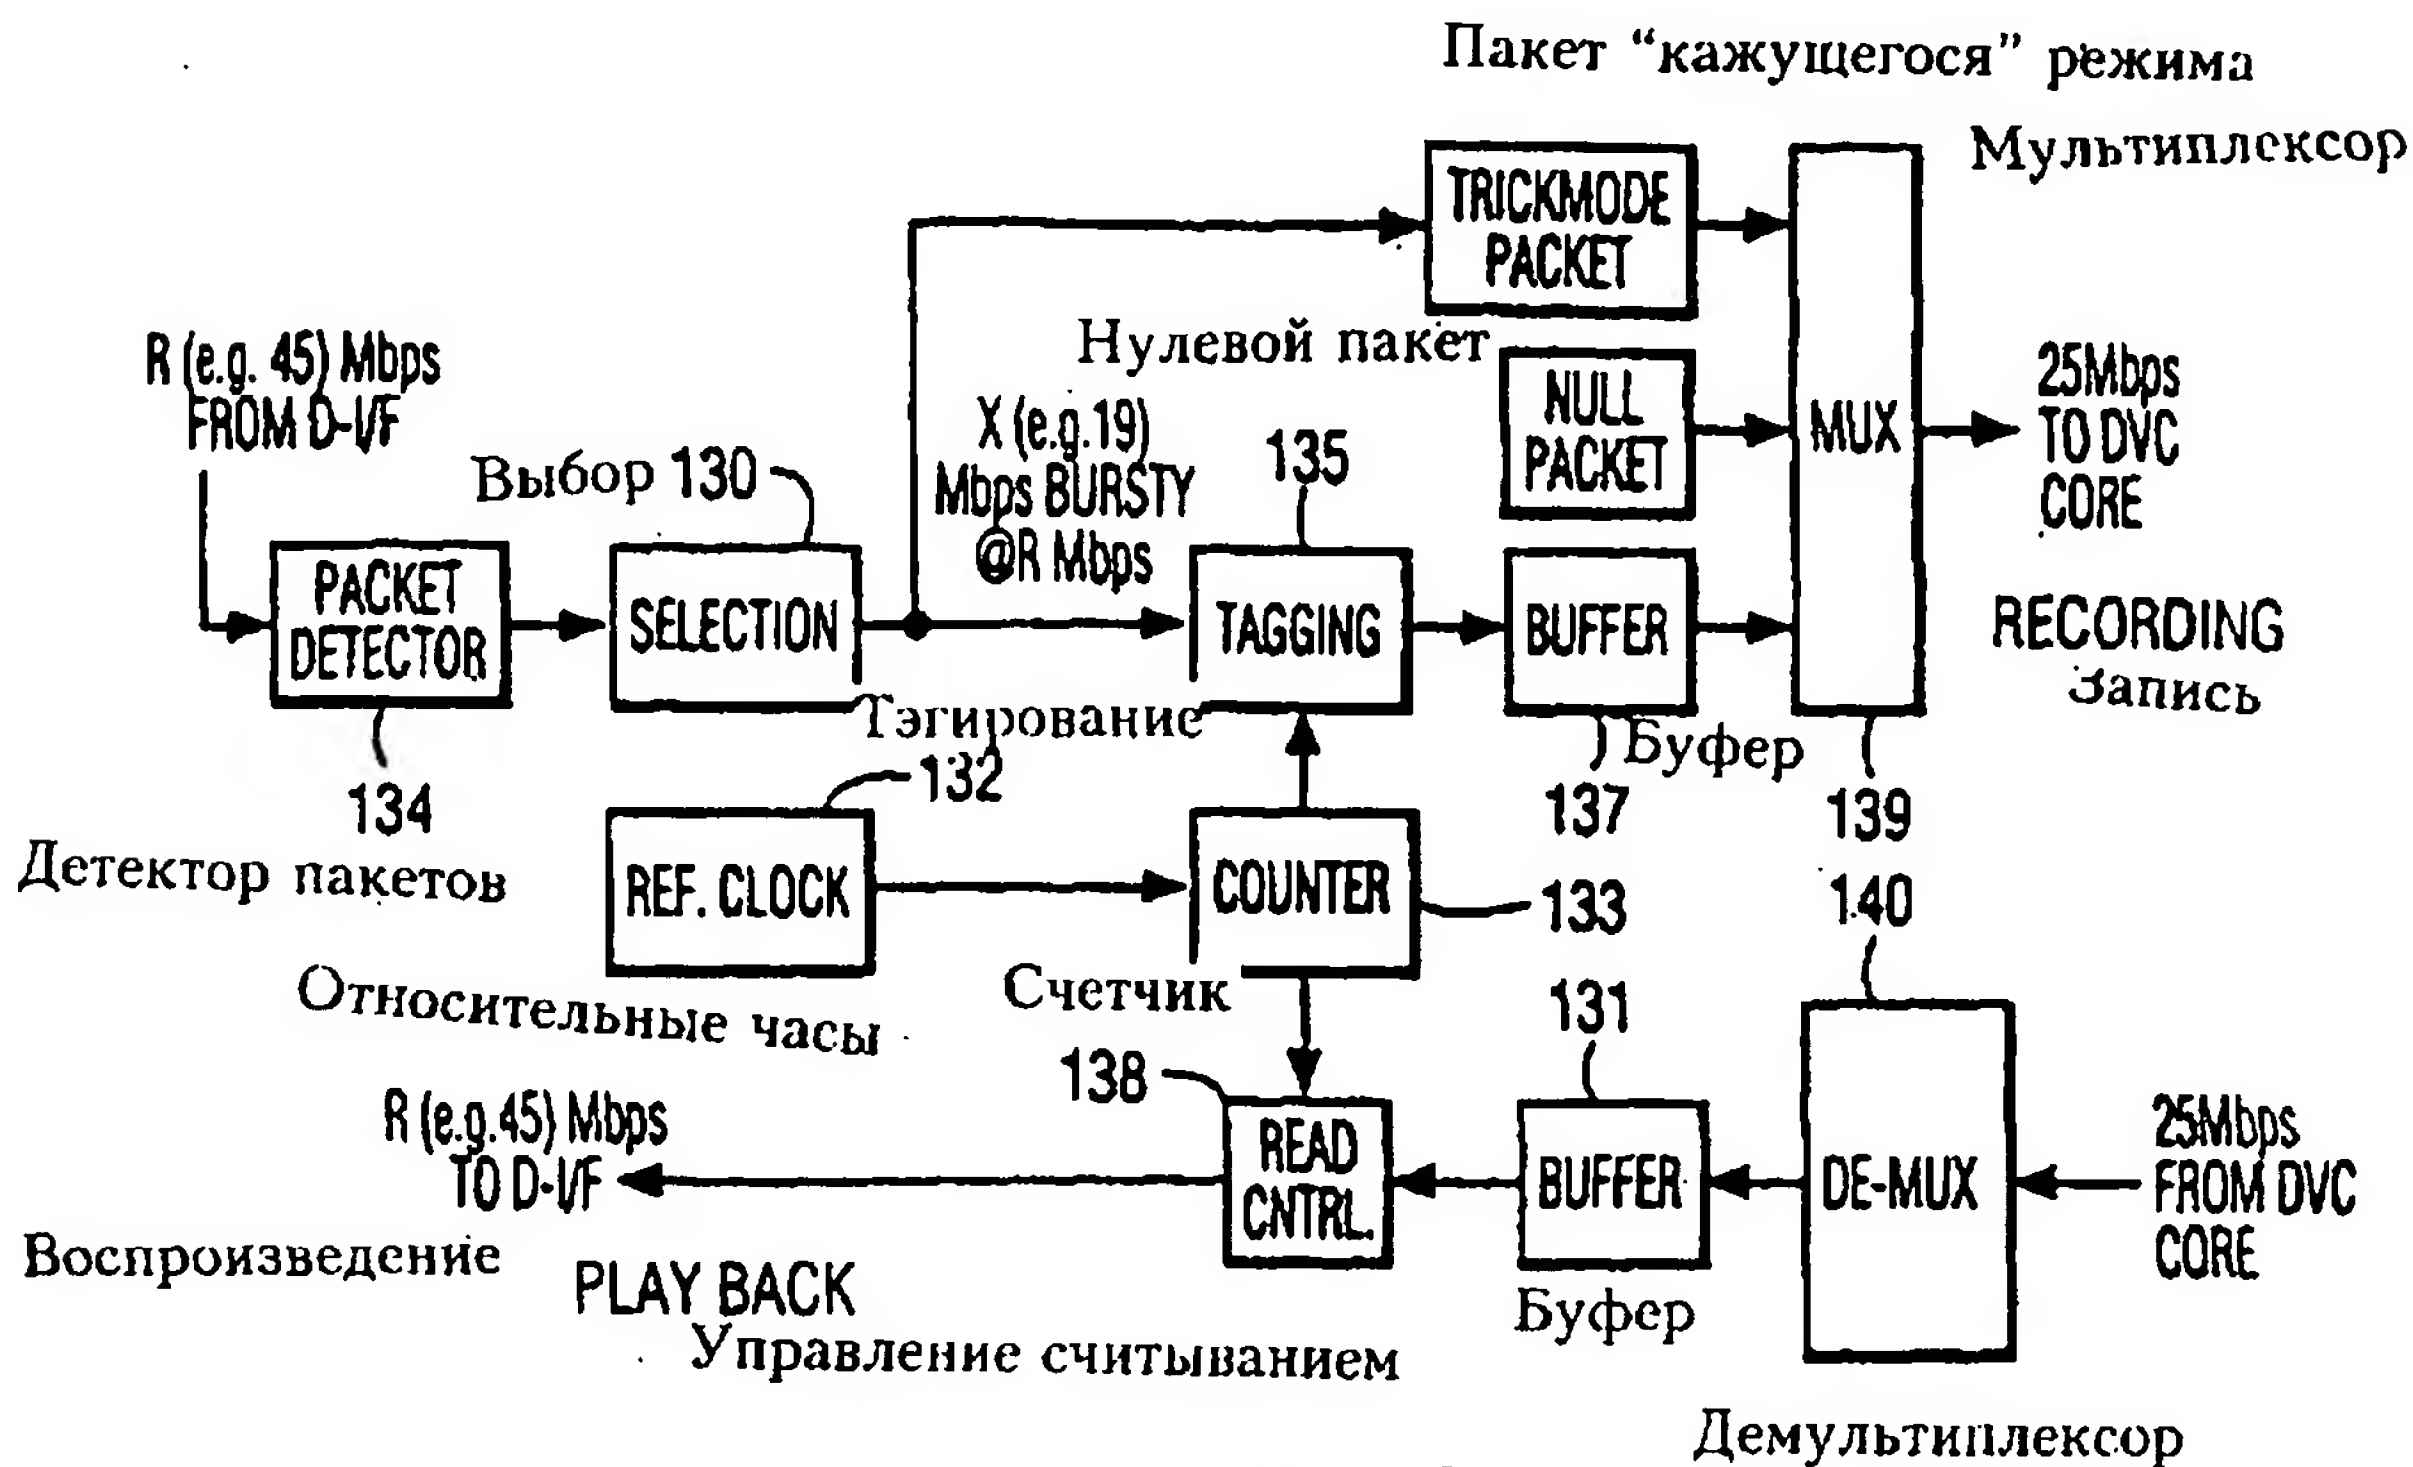 Пакет “кажущегося” режима
Мультиплексор
TRICKMODE
PACKET
R (e.g. 45) Mbps
FROM D-I/F
Нулевой пакет
NULL
PACKET
X (e.g.19)
Mbps BURSTY
@R Mbps
MUX
25Mbps
TO DVC
CORE
Выбор 130
135
PACKET
DETECTOR
SELECTION
TAGGING
BUFFER
RECORDING
Запись
Тэгирование
Буфер
134
132
137
139
Детектор пакетов
REF. CLOCK
COUNTER
133
140
Относительные часы
Счетчик
131
138
R (e.g.45) Mbps
TO D-I/F
READ
CNTRL.
BUFFER
DE-MUX
25Mbps
FROM DVC
CORE
Воспроизведение
PLAY BACK
Буфер
Управление считыванием
Демультиплексор